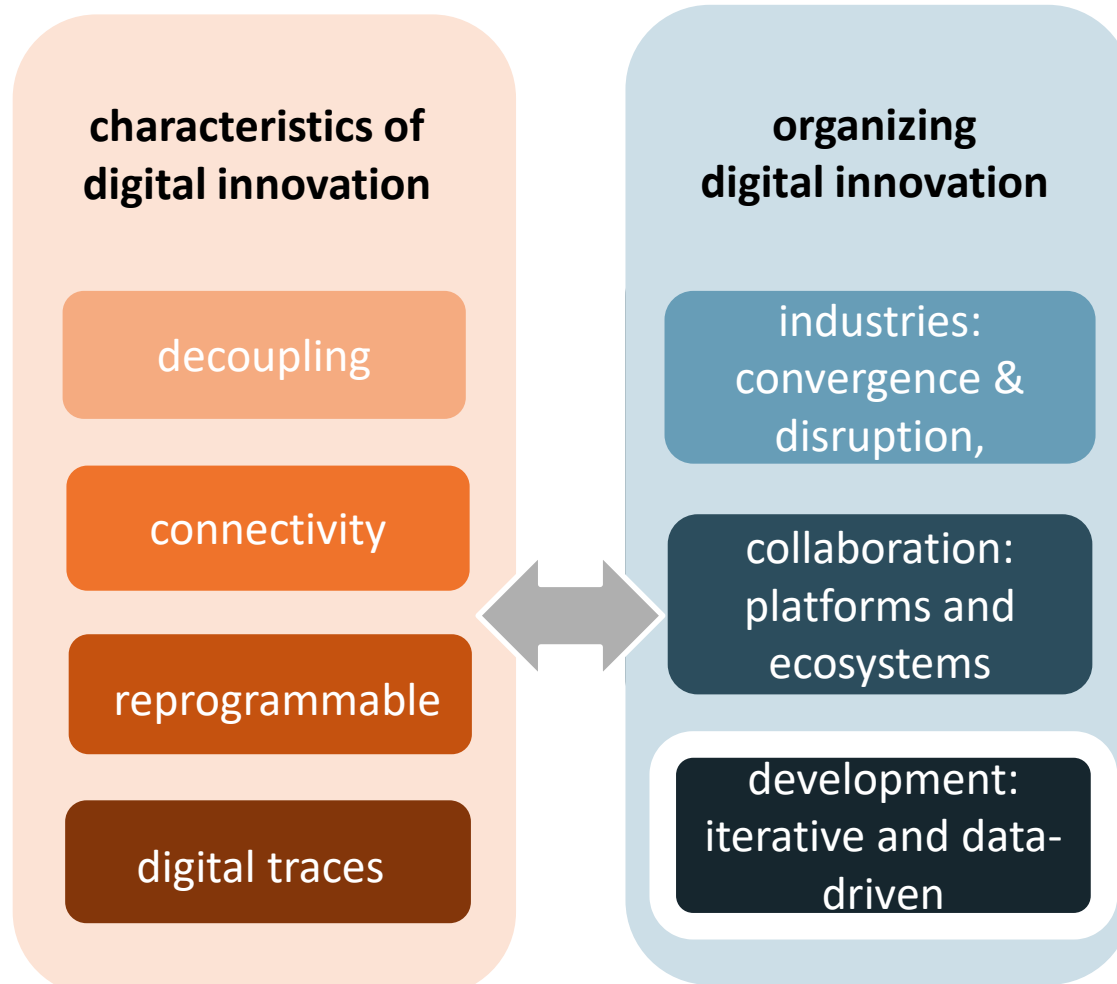 characteristics of
digital innovation
decoupling
connectivity
reprogrammable
digital traces
organizing
digital innovation
industries:
convergence &
disruption,
collaboration:
platforms and
ecosystems
development:
iterative and data-
driven